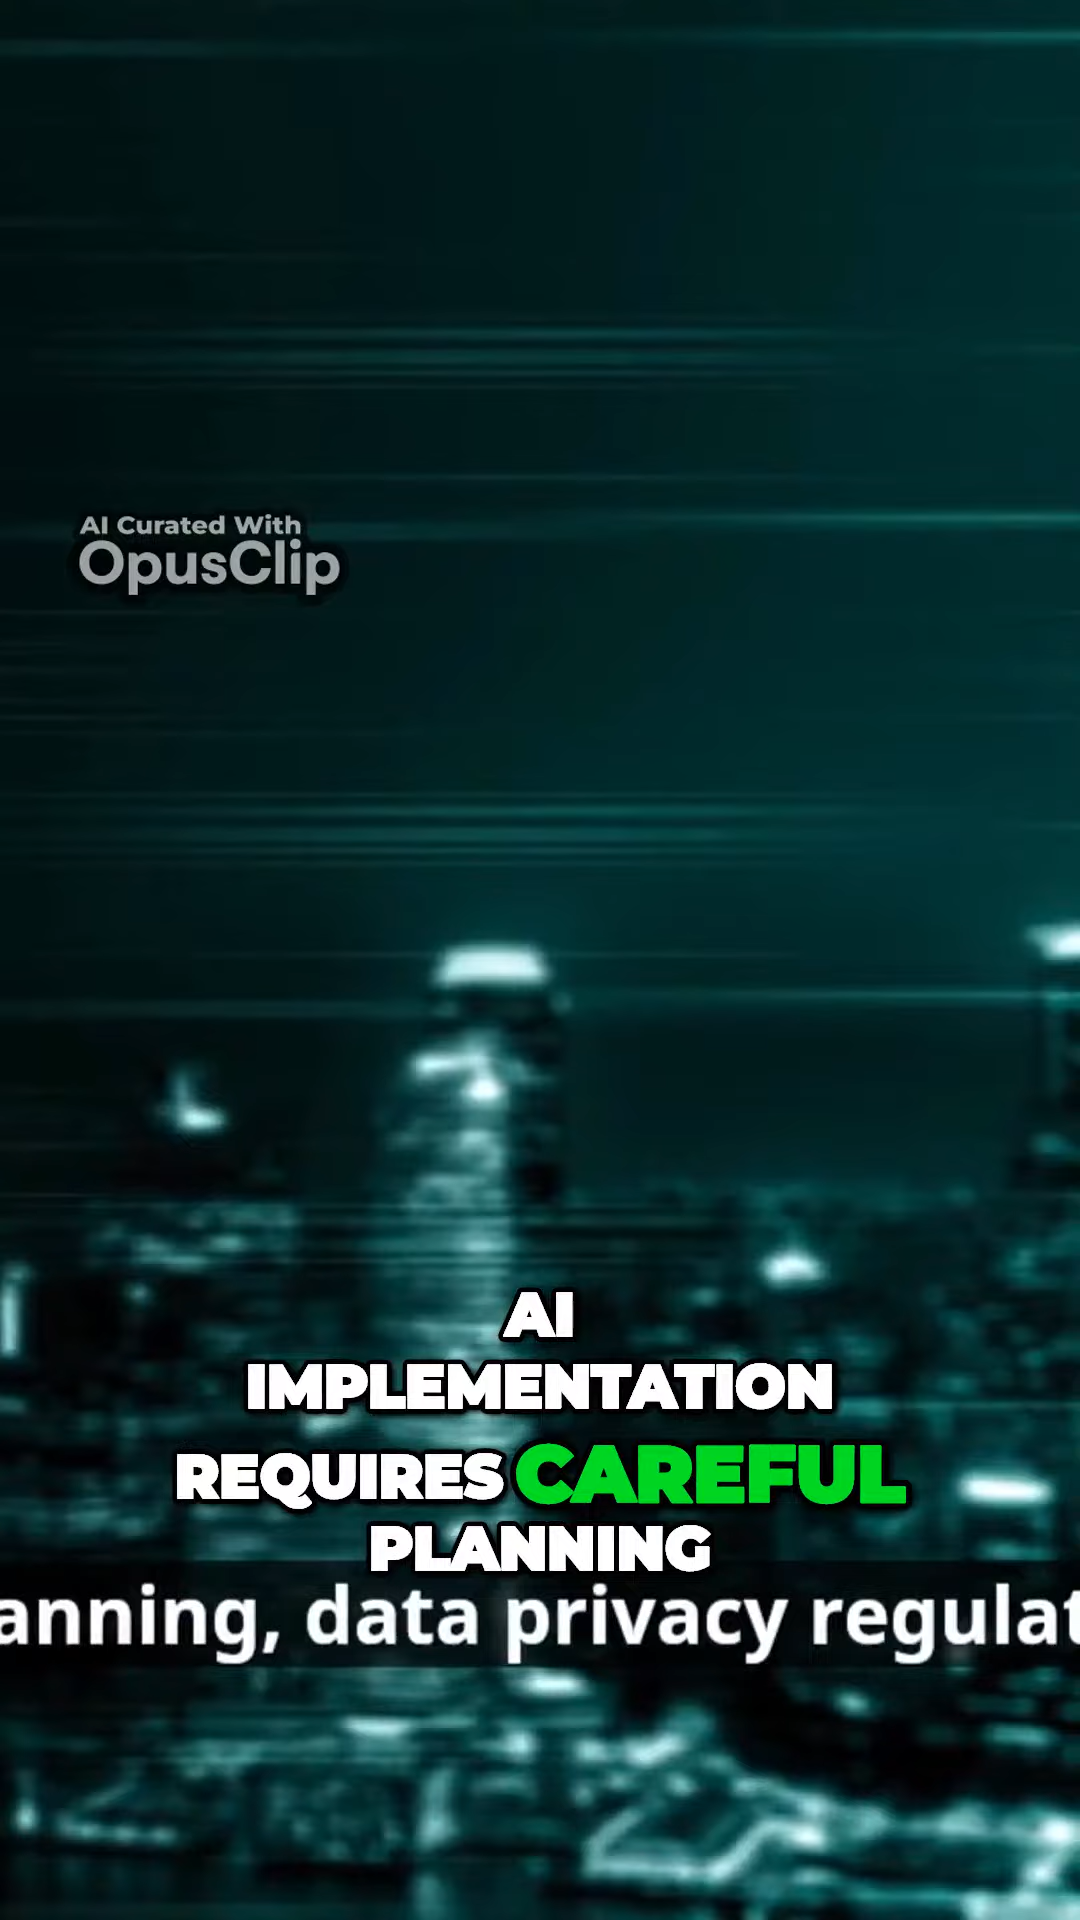 AI Curated With
OpusClip
AI
IMPLEMENTATION
REQUIRES CAREFUL
PLANNING
anning, data privacy regulat